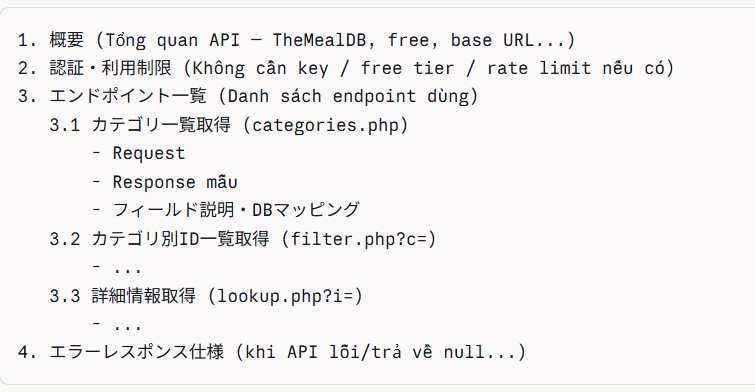 1. 概要 (Tổng quan API — TheMealDB, free, base URL...)
2. 認証・利用制限 (Không cần key / free tier / rate limit nếu có)
3. エンドポイント一覧 (Danh sách endpoint dùng)
3.1 カテゴリ一覧取得 (categories.php)
- Request
- Response mẫu
- フィールド説明・DBマッピング
3.2 カテゴリ別ID一覧取得 (filter.php?c=)
- ...
3.3 詳細情報取得 (lookup.php?i=)
- ...
4. エラーレスポンス仕様 (khi API lỗi/trả về null...)